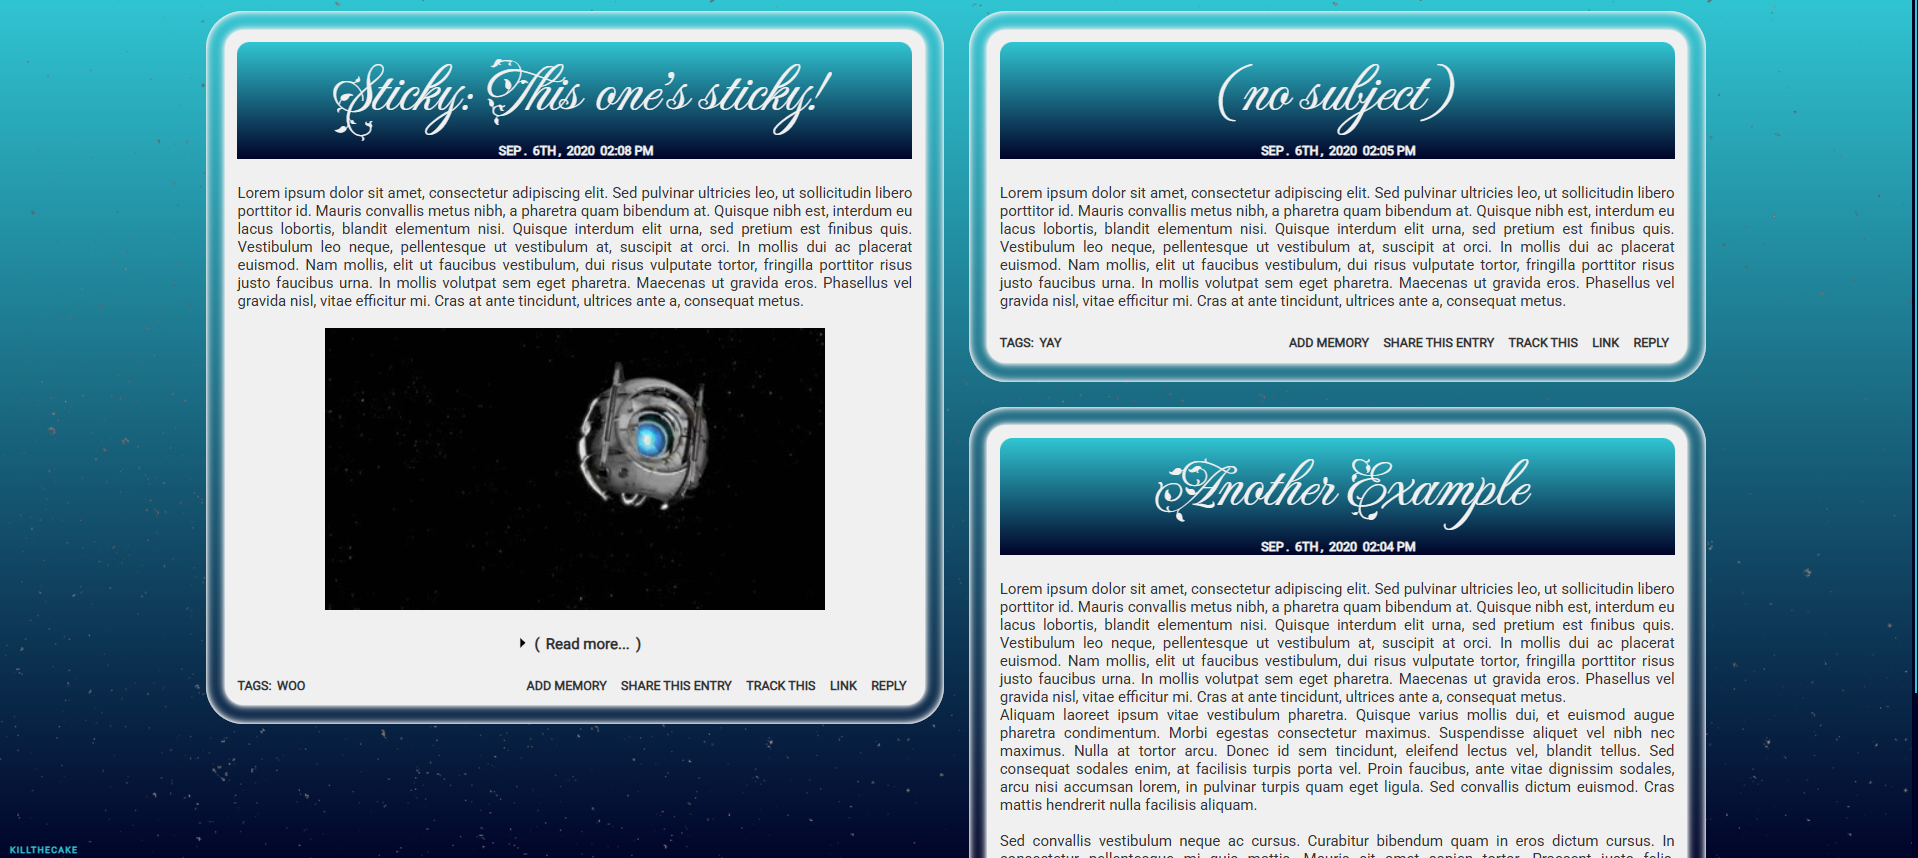 Sticky: This one's sticky!
SEP. 6TH, 2020 02:08 PM
Lorem ipsum dolor sit amet, consectetur adipiscing elit. Sed pulvinar ultricies leo, ut sollicitudin libero
porttitor id. Mauris convallis metus nibh, a pharetra quam bibendum at. Quisque nibh est, interdum eu
lacus lobortis, blandit elementum nisi. Quisque interdum elit urna, sed pretium est finibus quis.
Vestibulum leo neque, pellentesque ut vestibulum at, suscipit at orci. In mollis dui ac placerat
euismod. Nam mollis, elit ut faucibus vestibulum, dui risus vulputate tortor, fringilla porttitor risus
justo faucibus urna. In mollis volutpat sem eget pharetra. Maecenas ut gravida eros. Phasellus vel
gravida nisl, vitae efficitur mi. Cras at ante tincidunt, ultrices ante a, consequat metus.
( Read more... )
TAGS: WOO ADD MEMORY SHARE THIS ENTRY TRACK THIS LINK REPLY
(no subject)
SEP. 6TH, 2020 02:05 PM
Lorem ipsum dolor sit amet, consectetur adipiscing elit. Sed pulvinar ultricies leo, ut sollicitudin libero
porttitor id. Mauris convallis metus nibh, a pharetra quam bibendum at. Quisque nibh est, interdum eu
lacus lobortis, blandit elementum nisi. Quisque interdum elit urna, sed pretium est finibus quis.
Vestibulum leo neque, pellentesque ut vestibulum at, suscipit at orci. In mollis dui ac placerat
euismod. Nam mollis, elit ut faucibus vestibulum, dui risus vulputate tortor, fringilla porttitor risus
justo faucibus urna. In mollis volutpat sem eget pharetra. Maecenas ut gravida eros. Phasellus vel
gravida nisl, vitae efficitur mi. Cras at ante tincidunt, ultrices ante a, consequat metus.
TAGS: YAY ADD MEMORY SHARE THIS ENTRY TRACK THIS LINK REPLY
Another Example
SEP. 6TH, 2020 02:04 PM
Lorem ipsum dolor sit amet, consectetur adipiscing elit. Sed pulvinar ultricies leo, ut sollicitudin libero
porttitor id. Mauris convallis metus nibh, a pharetra quam bibendum at. Quisque nibh est, interdum eu
lacus lobortis, blandit elementum nisi. Quisque interdum elit urna, sed pretium est finibus quis.
Vestibulum leo neque, pellentesque ut vestibulum at, suscipit at orci. In mollis dui ac placerat
euismod. Nam mollis, elit ut faucibus vestibulum, dui risus vulputate tortor, fringilla porttitor risus
justo faucibus urna. In mollis volutpat sem eget pharetra. Maecenas ut gravida eros. Phasellus vel
gravida nisl, vitae efficitur mi. Cras at ante tincidunt, ultrices ante a, consequat metus.
Aliquam laoreet ipsum vitae vestibulum pharetra. Quisque varius mollis dui, et euismod augue
pharetra condimentum. Morbi egestas consectetur maximus. Suspendisse aliquet vel nibh nec
maximus. Nulla at tortor arcu. Donec id sem tincidunt, eleifend lectus vel, blandit tellus. Sed
consequat sodales enim, at facilisis turpis porta vel. Proin faucibus, ante vitae dignissim sodales,
arcu nisi accumsan lorem, in pulvinar turpis quam eget ligula. Sed convallis dictum euismod. Cras
mattis hendrerit nulla facilisis aliquam.
Sed convallis vestibulum neque ac cursus. Curabitur bibendum quam in eros dictum cursus. In
KILLTHECAKE